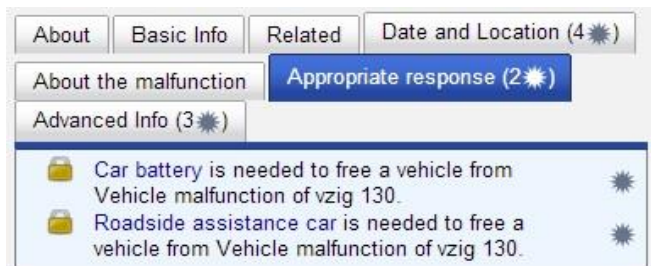 About Basic Info Related Date and Location (4✹)
About the malfunction Appropriate response (2✹)
Advanced Info (3✹)
Car battery is needed to free a vehicle from
Vehicle malfunction of vzig 130.
Roadside assistance car is needed to free a
vehicle from Vehicle malfunction of vzig 130.